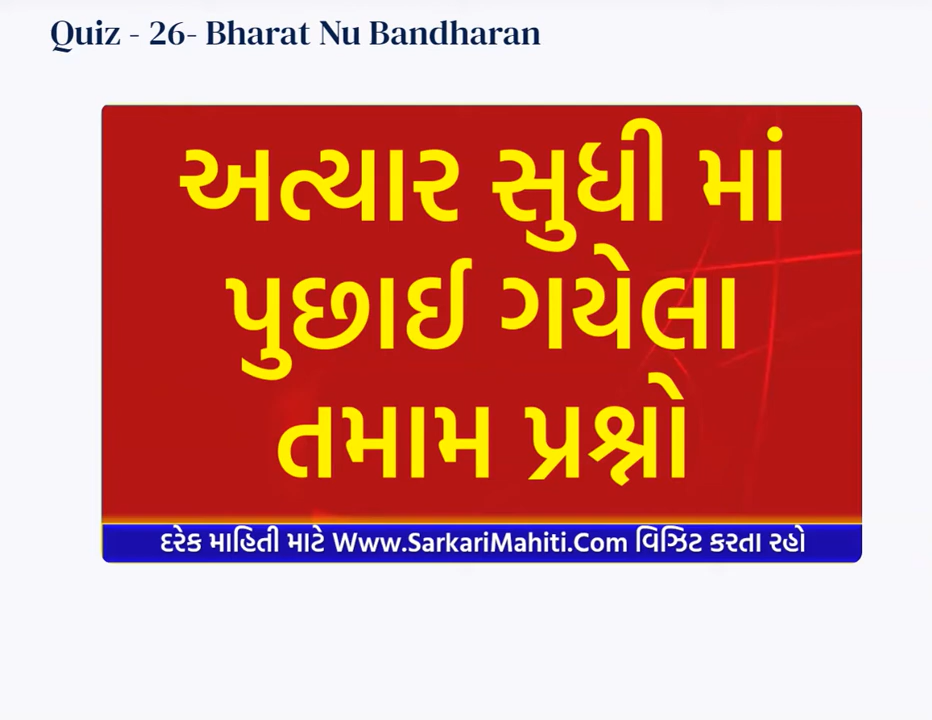 Quiz - 26- Bharat Nu Bandharan
અત્યાર સુધી માં
પુછાઈ ગયેલા
તમામ પ્રશ્નો
દરેક માહિતી માટે Www.SarkariMahiti.Com વિઝિટ કરતા રહો